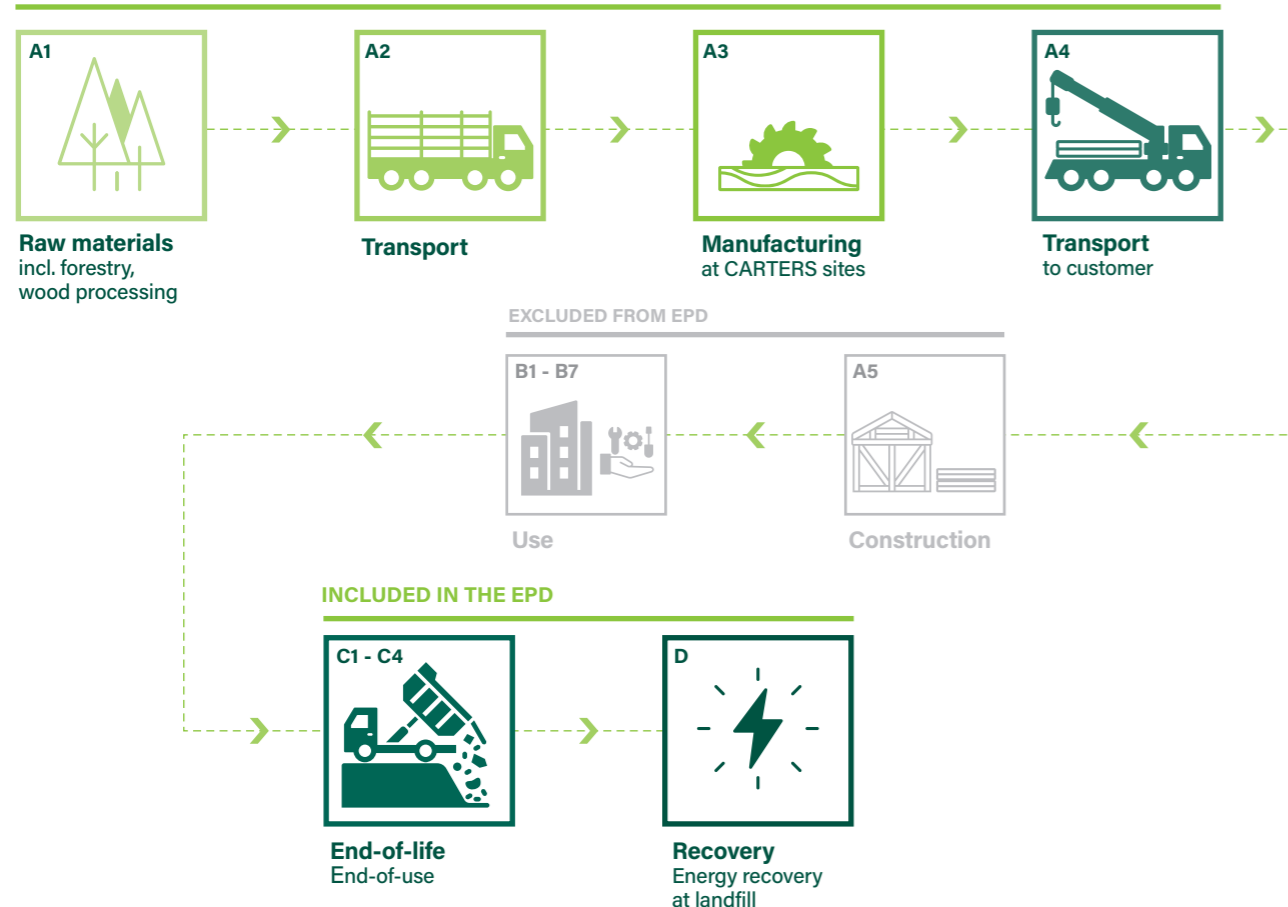 A1
A2
A3
A4
Raw materials
incl. forestry,
wood processing
Transport
Manufacturing
at CARTERS sites
Transport
to customer
EXCLUDED FROM EPD
B1 - B7
A5
Use
Construction
INCLUDED IN THE EPD
C1 - C4
D
End-of-life
End-of-use
Recovery
Energy recovery
at landfill